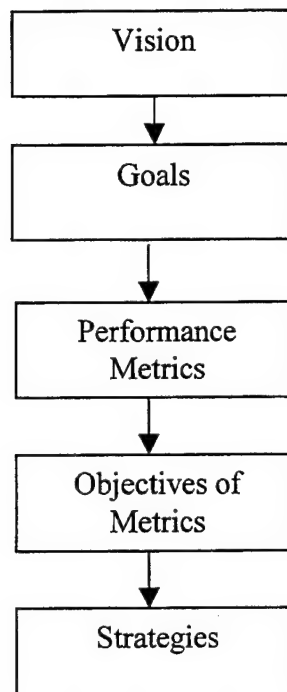 Vision
Goals
Performance
Metrics
Objectives of
Metrics
Strategies